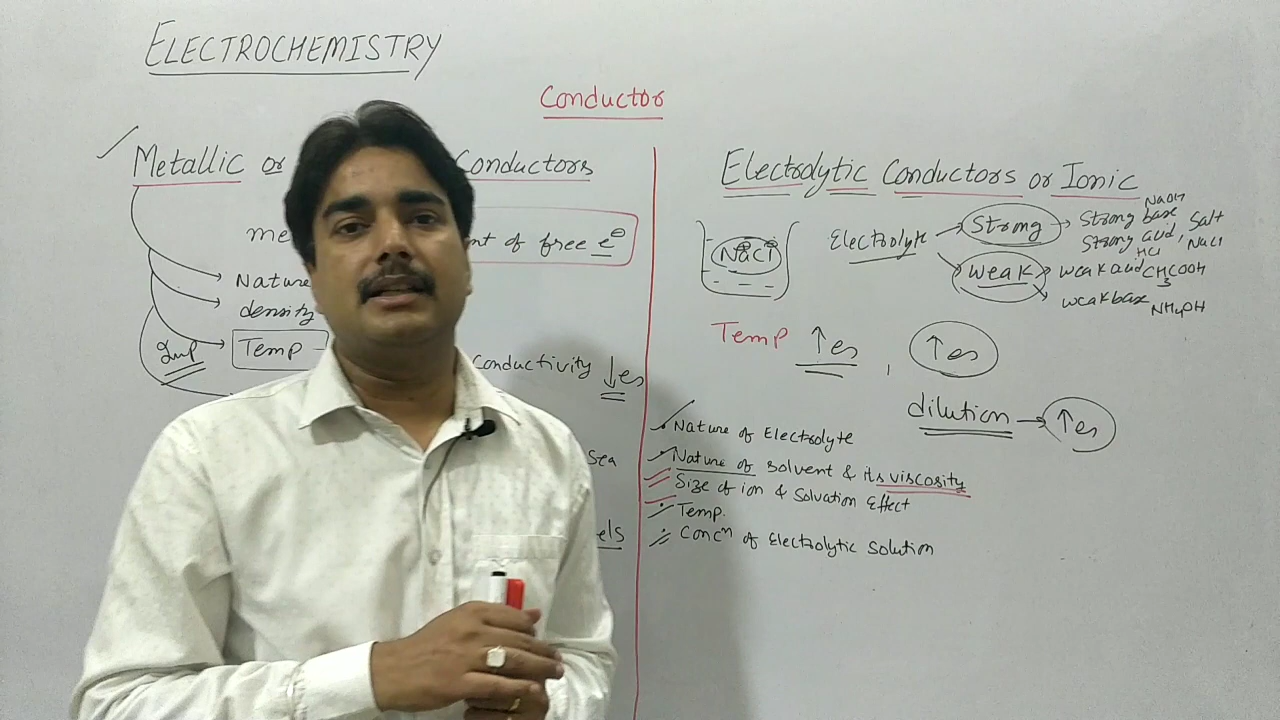 ELECTROCHEMISTRY
Conductor
Metallic or Conductors
nt of free e⊖
Nature
density
Imp
Temp –
Conductivity ↓es
Sea
els
Electrolytic Conductors or Ionic
Na⊕Cl⊖
Electrolyte
Strong → Strong base NaOH
Strong acid, HCl Salt NaCl
Weak weak acid CH3COOH
weak base NH4OH
Temp ↑es , ↑es
dilution → ↑es
Nature of Electrolyte
Nature of solvent & its viscosity
Size of ion & Solvation Effect
Temp.
Concⁿ of Electrolytic Solution